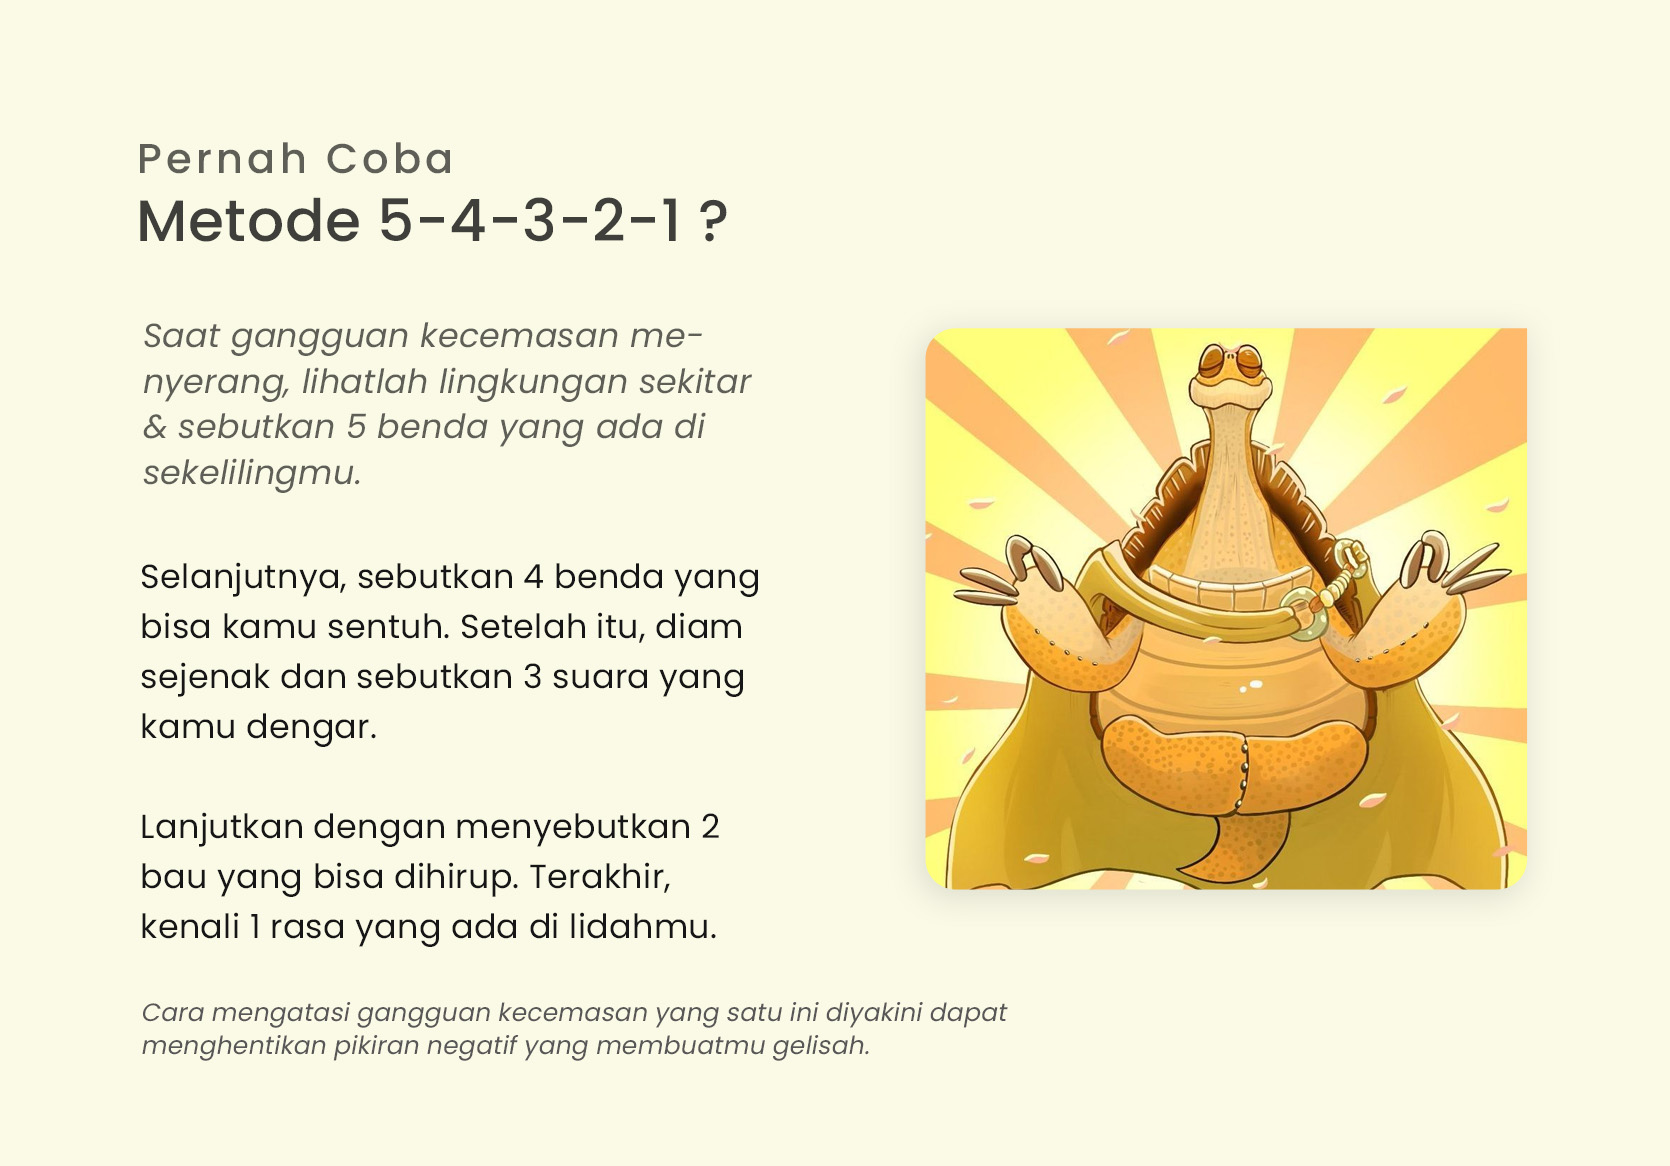 Pernah Coba
Metode 5-4-3-2-1 ?
Saat gangguan kecemasan me-
nyerang, lihatlah lingkungan sekitar
& sebutkan 5 benda yang ada di
sekelilingmu.
Selanjutnya, sebutkan 4 benda yang
bisa kamu sentuh. Setelah itu, diam
sejenak dan sebutkan 3 suara yang
kamu dengar.
Lanjutkan dengan menyebutkan 2
bau yang bisa dihirup. Terakhir,
kenali 1 rasa yang ada di lidahmu.
Cara mengatasi gangguan kecemasan yang satu ini diyakini dapat
menghentikan pikiran negatif yang membuatmu gelisah.